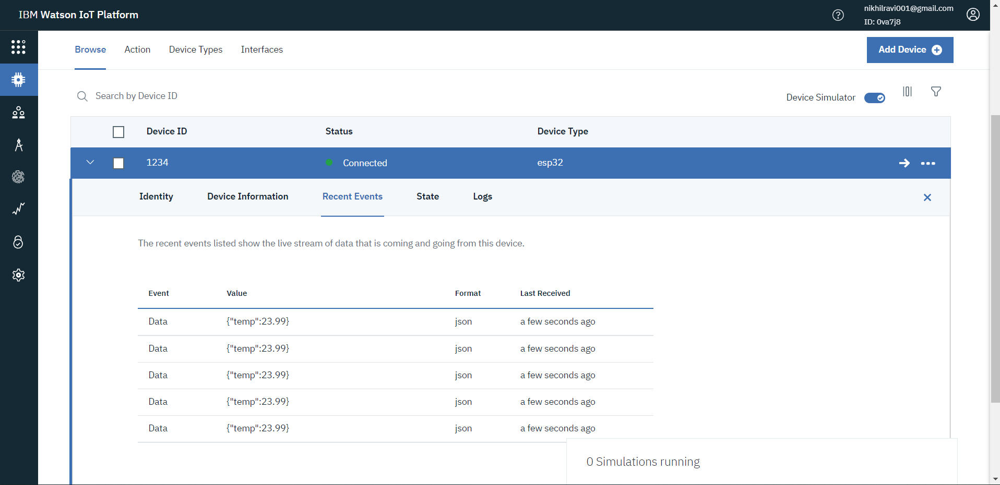 IBM Watson IoT Platform
nikhilravi001@gmail.com
ID: 0va7j8
Browse Action Device Types Interfaces
Add Device
Search by Device ID
Device Simulator
Device ID Status Device Type
1234 Connected esp32
Identity Device Information Recent Events State Logs
The recent events listed show the live stream of data that is coming and going from this device.
Event Value Format Last Received
Data {"temp":23.99} json a few seconds ago
Data {"temp":23.99} json a few seconds ago
Data {"temp":23.99} json a few seconds ago
Data {"temp":23.99} json a few seconds ago
Data {"temp":23.99} json a few seconds ago
0 Simulations running